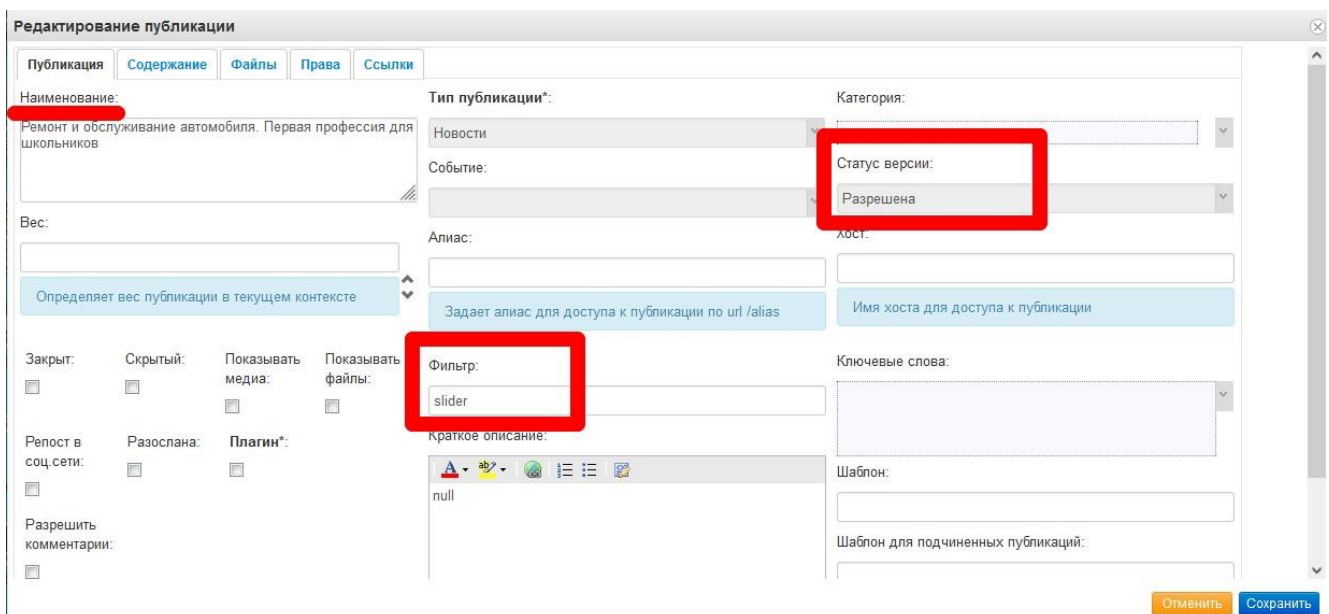 Редактирование публикации
Публикация
Содержание
Файлы
Права
Ссылки
Наименование:
Ремонт и обслуживание автомобиля. Первая профессия для
школьников
Вес:
Определяет вес публикации в текущем контексте
Закрыт:
Скрытый:
Показывать
медиа:
Показывать
файлы:
Репост в
соц.сети:
Разослана:
Плагин*:
Разрешить
комментарии:
Тип публикации*:
Новости
Событие:
Алиас:
Задает алиас для доступа к публикации по url /alias
Фильтр:
slider
Краткое описание:
null
Категория:
Статус версии:
Разрешена
Хост:
Имя хоста для доступа к публикации
Ключевые слова:
Шаблон:
Шаблон для подчиненных публикаций:
Отменить
Сохранить